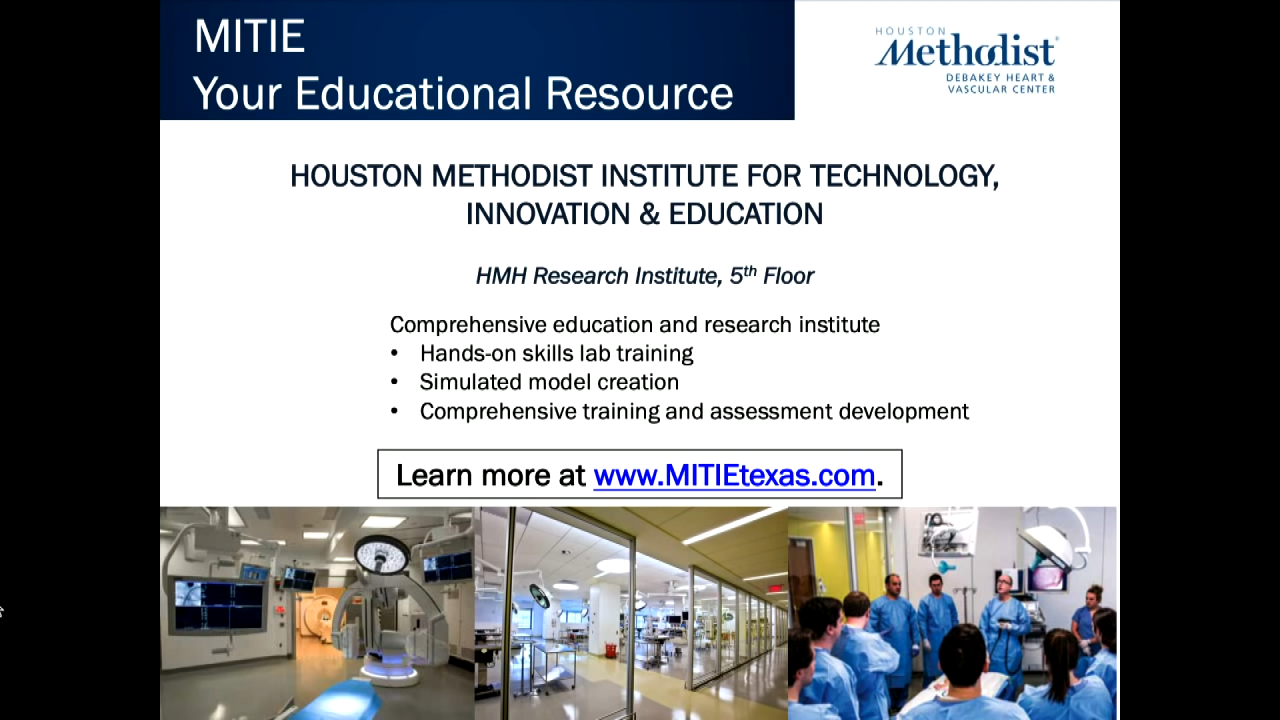 MITIE
Your Educational Resource
HOUSTON
Methodist®
DEBAKEY HEART &
VASCULAR CENTER
HOUSTON METHODIST INSTITUTE FOR TECHNOLOGY,
INNOVATION & EDUCATION
HMH Research Institute, 5th Floor
Comprehensive education and research institute
• Hands-on skills lab training
• Simulated model creation
• Comprehensive training and assessment development
Learn more at www.MITIEtexas.com.